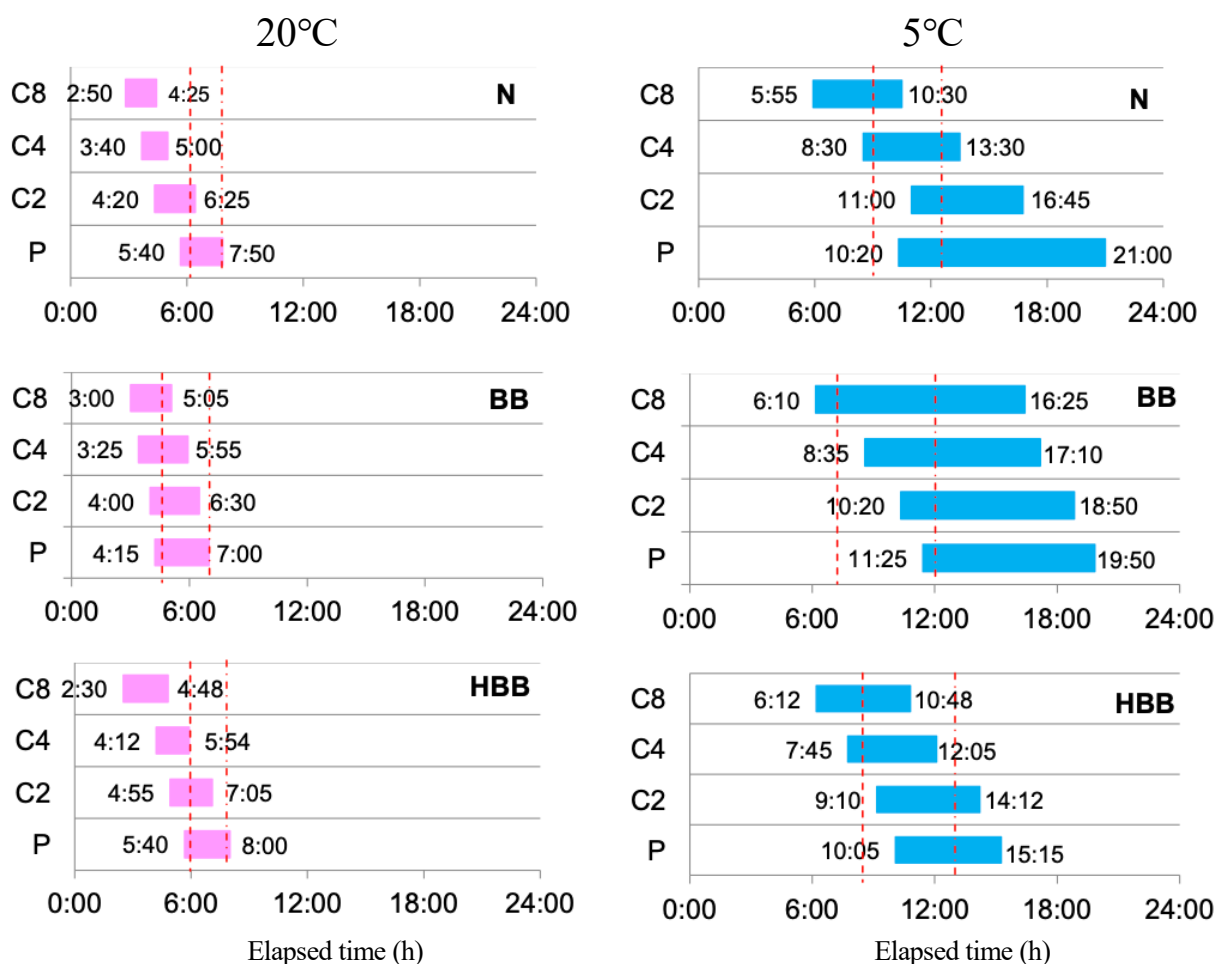 20℃ 5℃
C8 2:50 4:25 N
C4 3:40 5:00
C2 4:20 6:25
P 5:40 7:50
0:00 6:00 12:00 18:00 24:00
C8 5:55 10:30 N
C4 8:30 13:30
C2 11:00 16:45
P 10:20 21:00
0:00 6:00 12:00 18:00 24:00
C8 3:00 5:05 BB
C4 3:25 5:55
C2 4:00 6:30
P 4:15 7:00
0:00 6:00 12:00 18:00 24:00
C8 6:10 16:25 BB
C4 8:35 17:10
C2 10:20 18:50
P 11:25 19:50
0:00 6:00 12:00 18:00 24:00
C8 2:30 4:48 HBB
C4 4:12 5:54
C2 4:55 7:05
P 5:40 8:00
0:00 6:00 12:00 18:00 24:00
Elapsed time (h)
C8 6:12 10:48 HBB
C4 7:45 12:05
C2 9:10 14:12
P 10:05 15:15
0:00 6:00 12:00 18:00 24:00
Elapsed time (h)